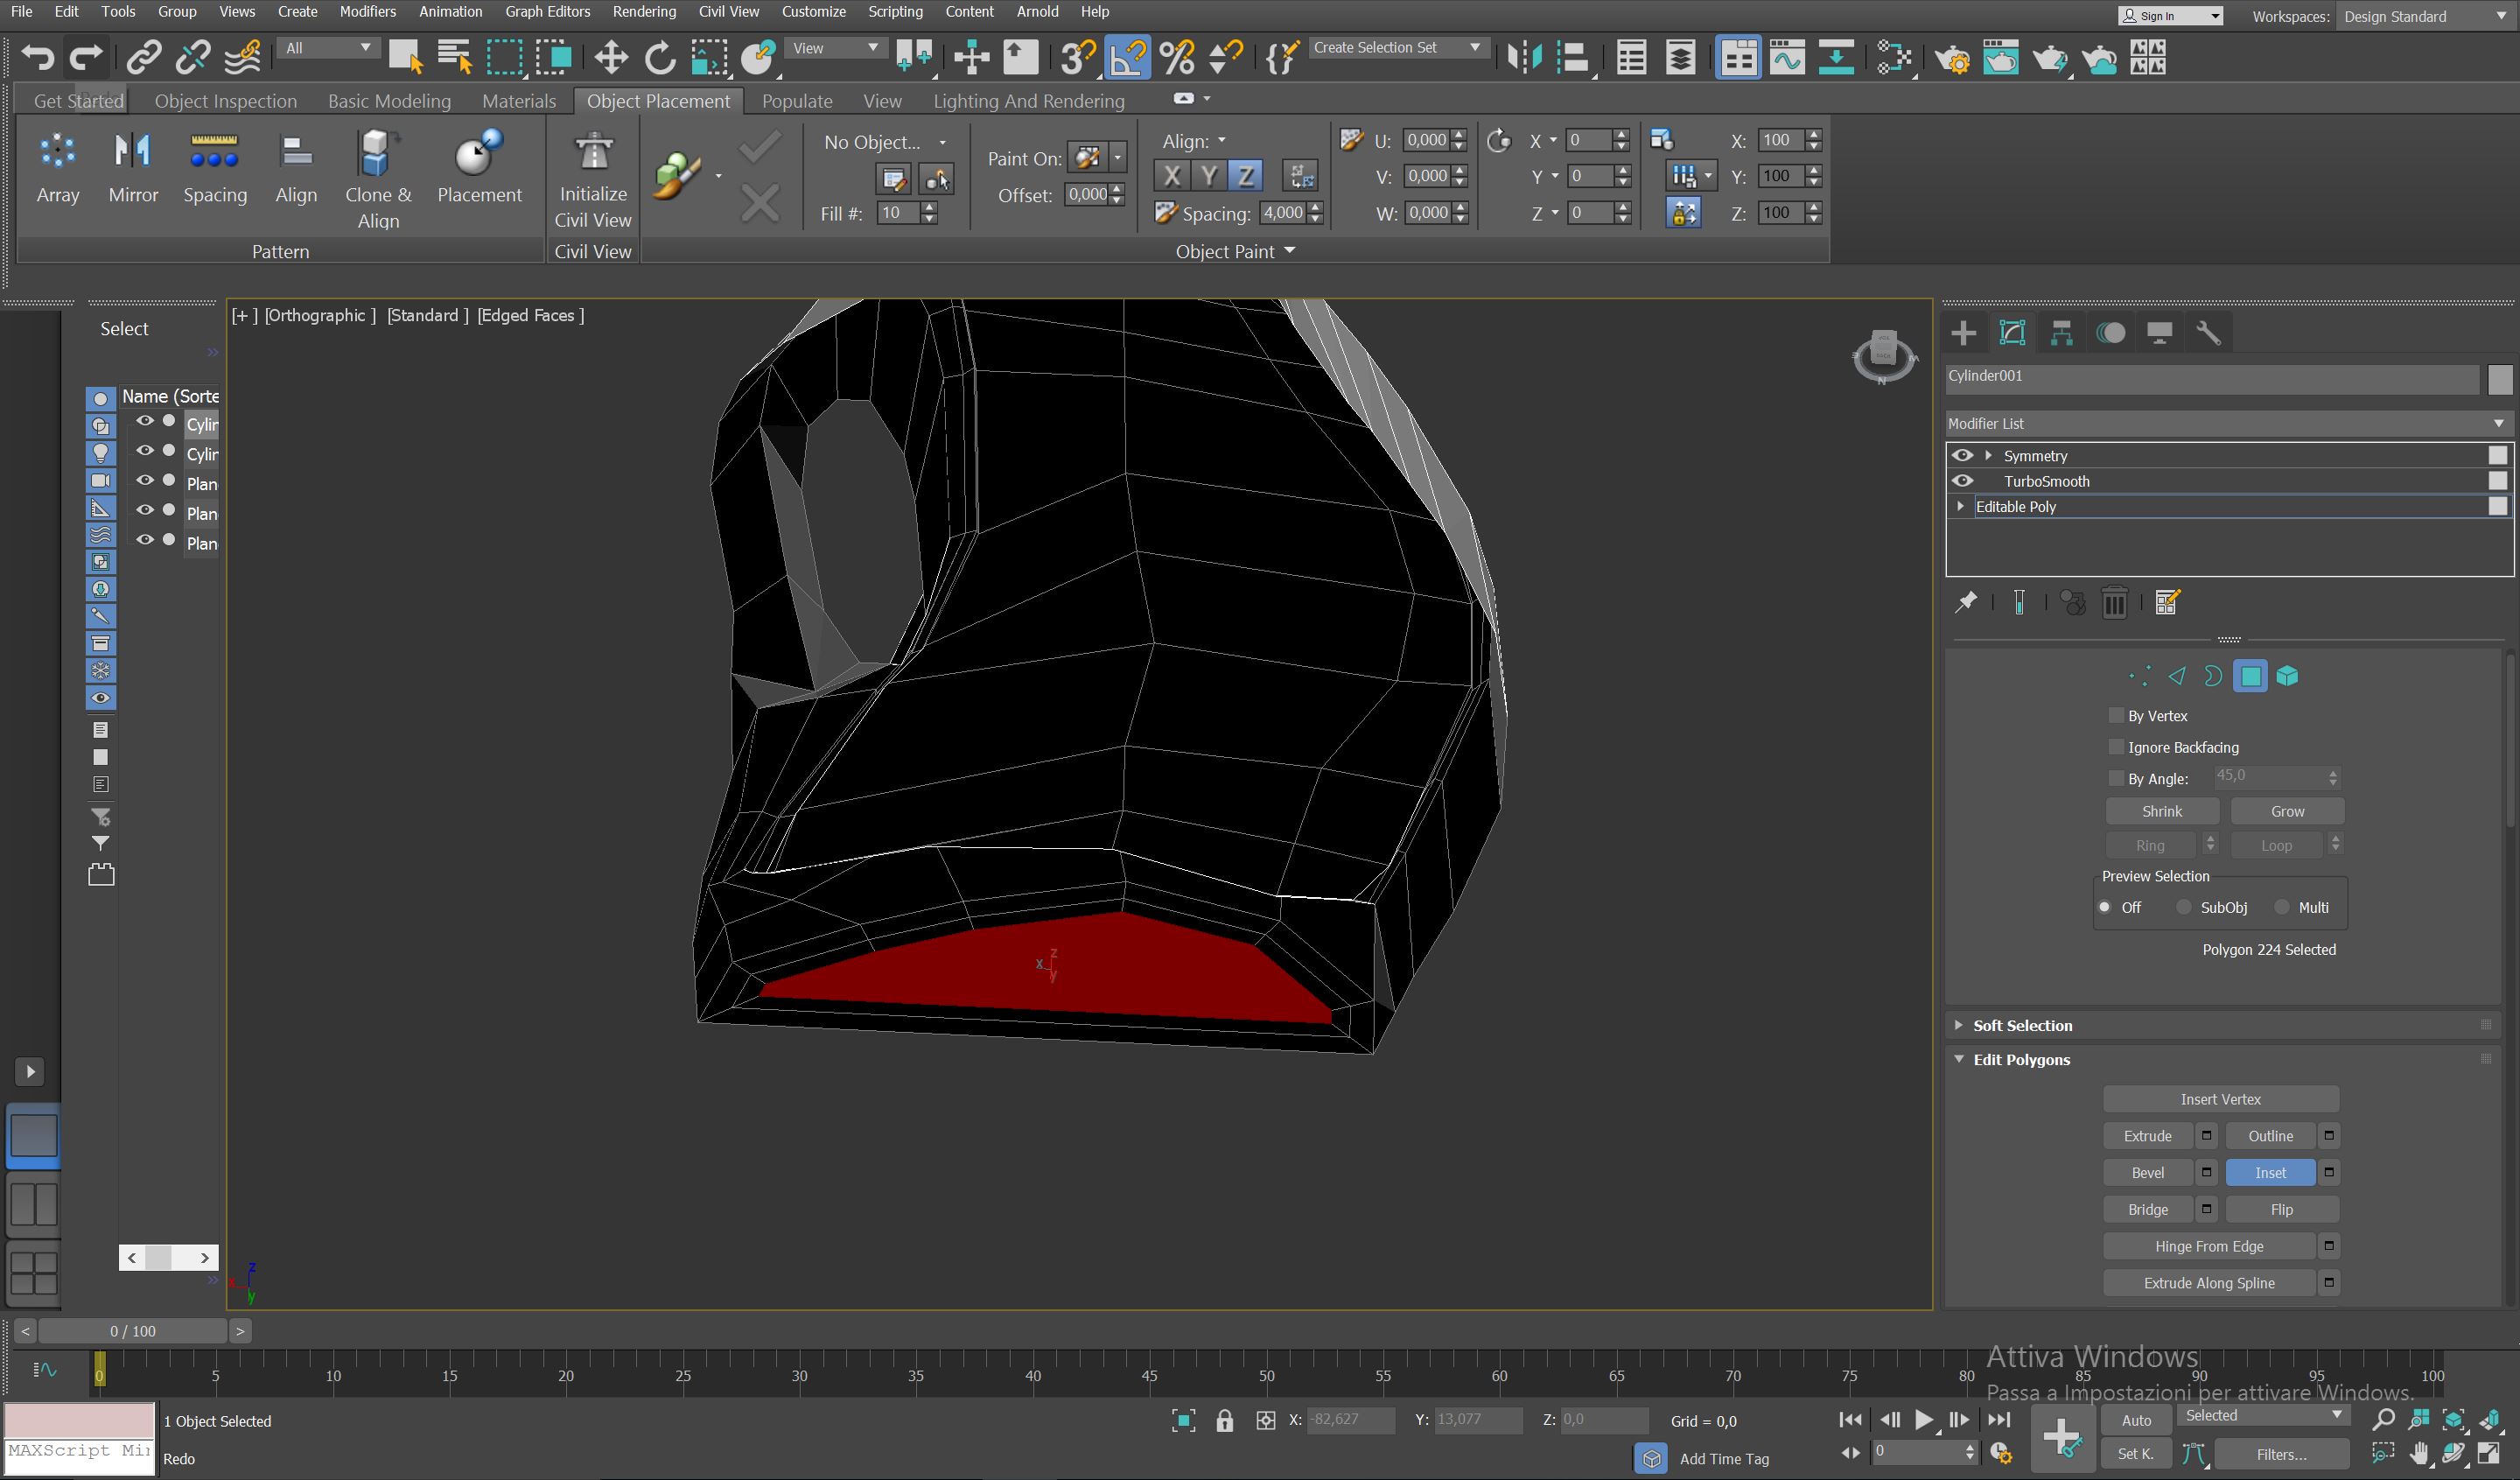 File Edit Tools Group Views Create Modifiers Animation Graph Editors Rendering Civil View Customize Scripting Content Arnold Help
Sign In Workspaces: Design Standard
All View Create Selection Set
Get Started Object Inspection Basic Modeling Materials Object Placement Populate View Lighting And Rendering
No Object... Paint On: Align: U: 0,000 X 0 X: 100
X Y Z V: 0,000 Y 0 Y: 100
Array Mirror Spacing Align Clone & Align Placement Initialize Civil View Fill #: 10 Offset: 0,000 Spacing: 4,000 W: 0,000 Z 0 Z: 100
Pattern Civil View Object Paint
Select
[+] [Orthographic ] [Standard ] [Edged Faces ]
Name (Sorte
Cylin
Cylin
Plan
Plan
Plan
N
x z
y
z
x
y
Cylinder001
Modifier List
Symmetry
TurboSmooth
Editable Poly
By Vertex
Ignore Backfacing
By Angle: 45,0
Shrink Grow
Ring Loop
Preview Selection
Off SubObj Multi
Polygon 224 Selected
Soft Selection
Edit Polygons
Insert Vertex
Extrude Outline
Bevel Inset
Bridge Flip
Hinge From Edge
Extrude Along Spline
< 0 / 100 >
0 5 10 15 20 25 30 35 40 45 50 55 60 65 70 75 80 85 90 95 100
Attiva Windows
Passa a Impostazioni per attivare Windows.
1 Object Selected X: -82,627 Y: 13,077 Z: 0,0 Grid = 0,0 Auto Selected
MAXScript Mi Redo Add Time Tag 0 Set K. Filters...